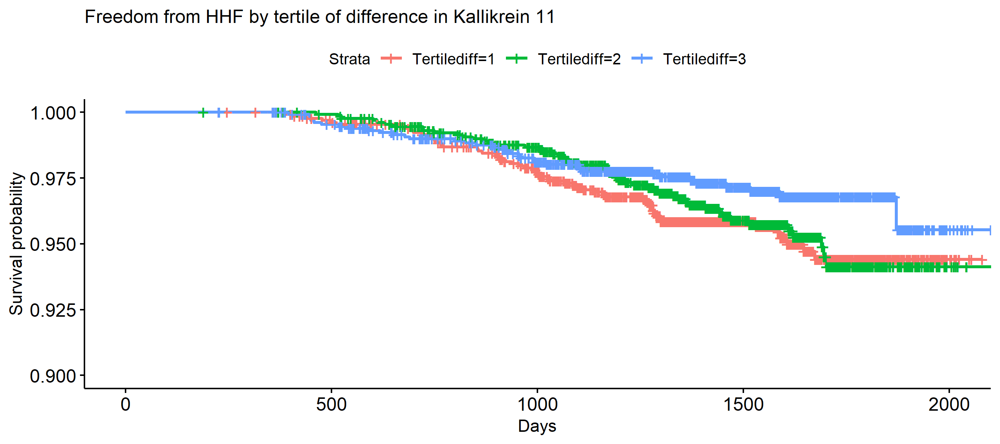 Freedom from HHF by tertile of difference in Kallikrein 11
Strata Tertilediff=1 Tertilediff=2 Tertilediff=3
Survival probability
1.000
0.975
0.950
0.925
0.900
0 500 1000 1500 2000
Days